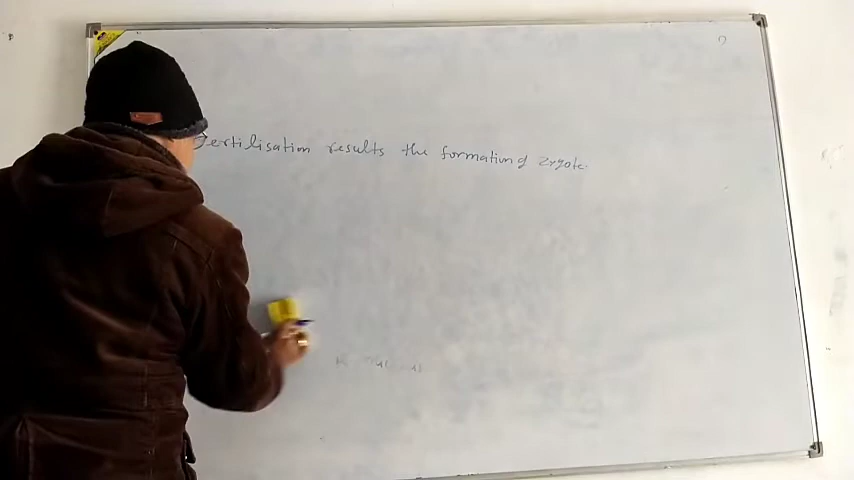 Fertilisation results the formation of zygote.